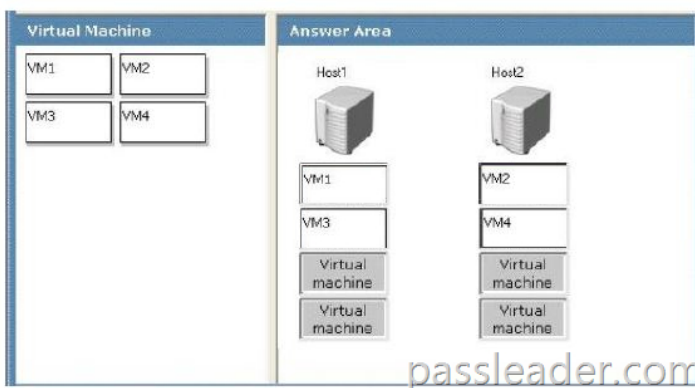 Virtual Machine
VM1
VM2
VM3
VM4
Answer Area
Host1
Host2
VM1
VM2
VM3
VM4
Virtual
machine
Virtual
machine
Virtual
machine
Virtual
machine
passleader.com